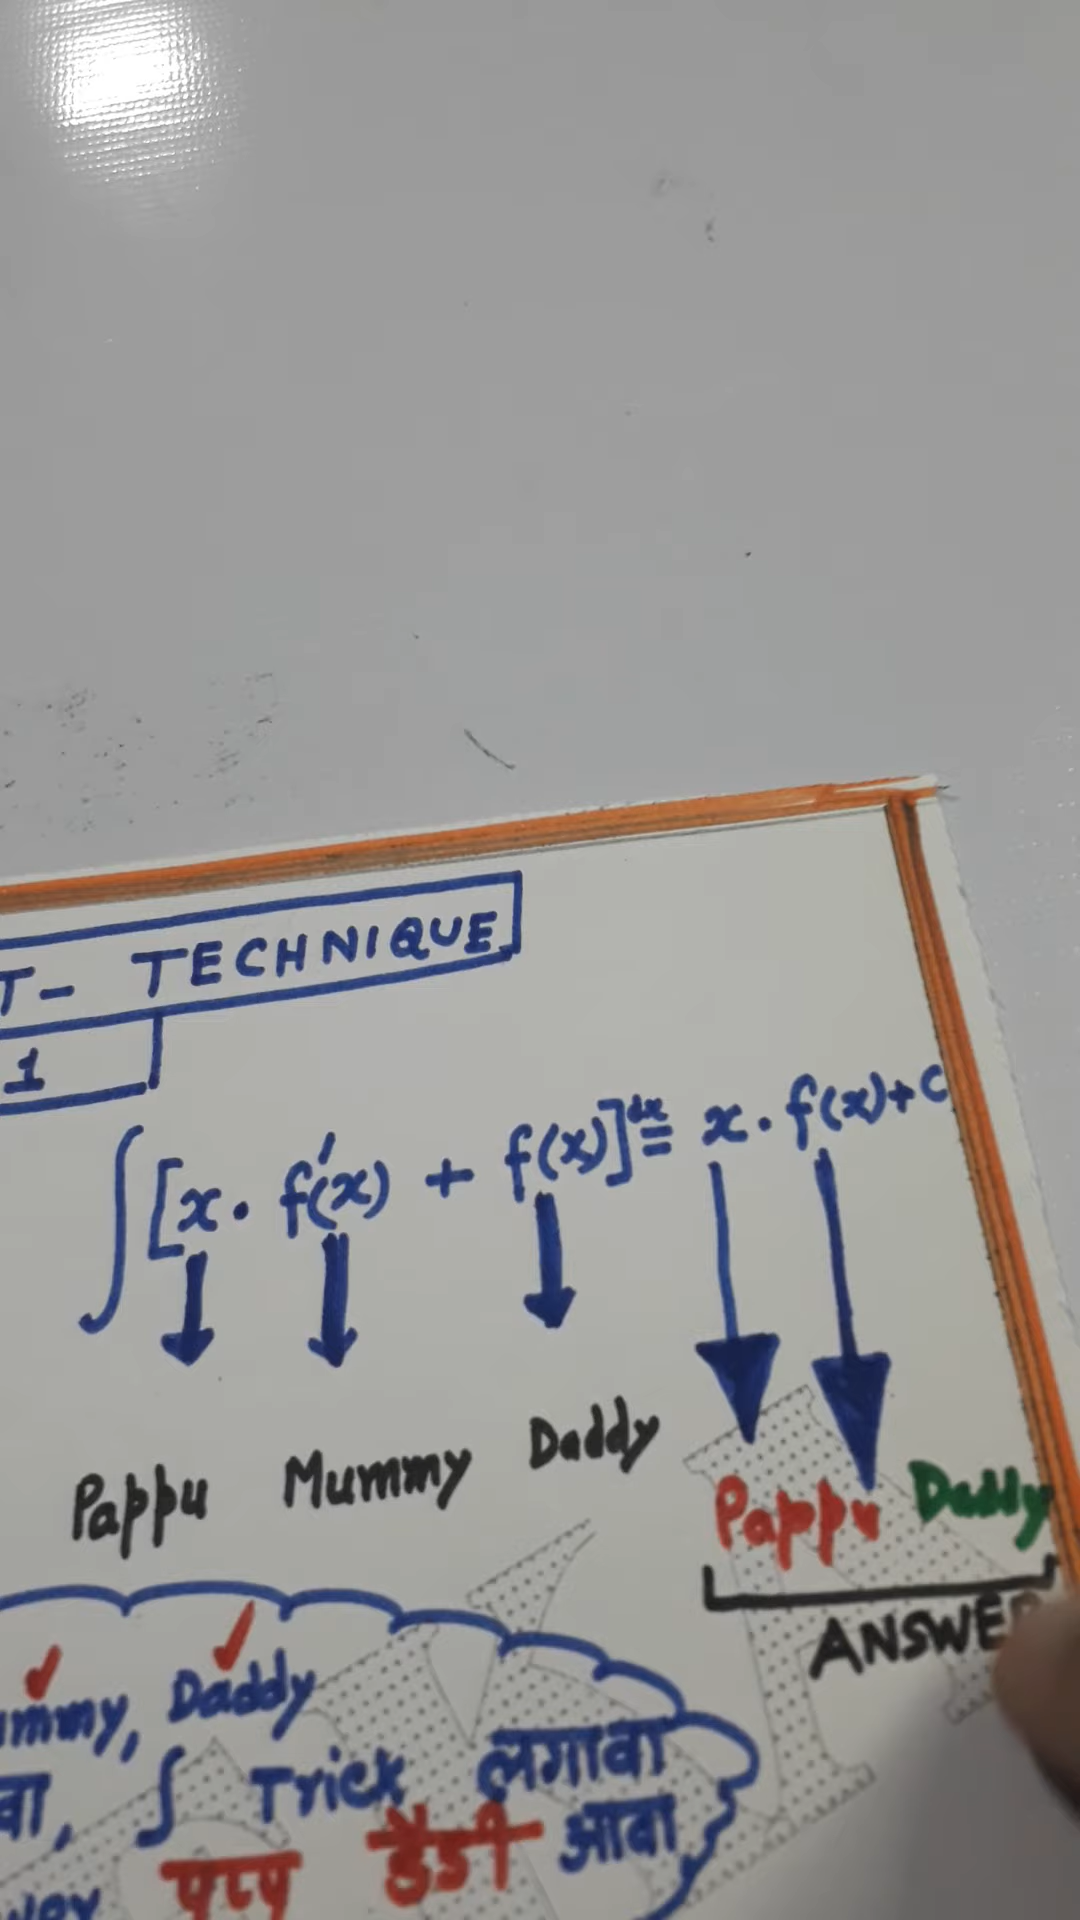 T- TECHNIQUE
1
∫[x. f'(x) + f(x)]dx = x. f(x)+C
Pappu Mummy Daddy Pappu Daddy
ANSWE
mmy, Daddy
वा, ∫ Trick लगावा
पप्पू डैडी आवा